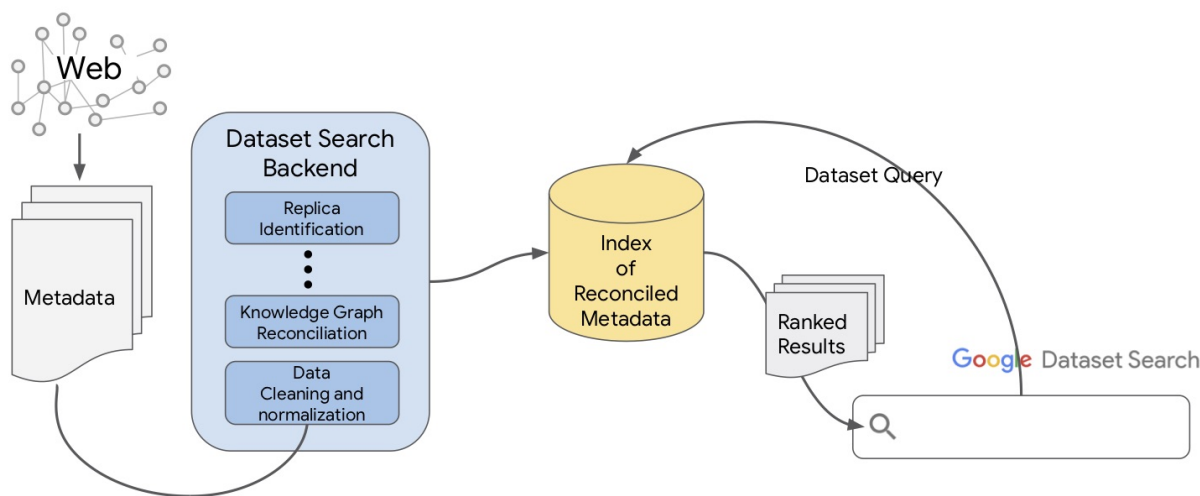 Web
Metadata
Dataset Search
Backend
Replica
Identification
Knowledge Graph
Reconciliation
Data
Cleaning and
normalization
Index
of
Reconciled
Metadata
Dataset Query
Ranked
Results
Google Dataset Search